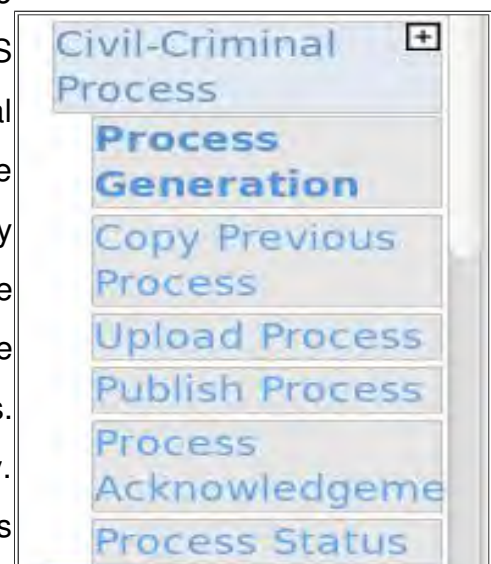 Civil-Criminal
Process
Process
Generation
Copy Previous
Process
Upload Process
Publish Process
Process
Acknowledgeme
Process Status